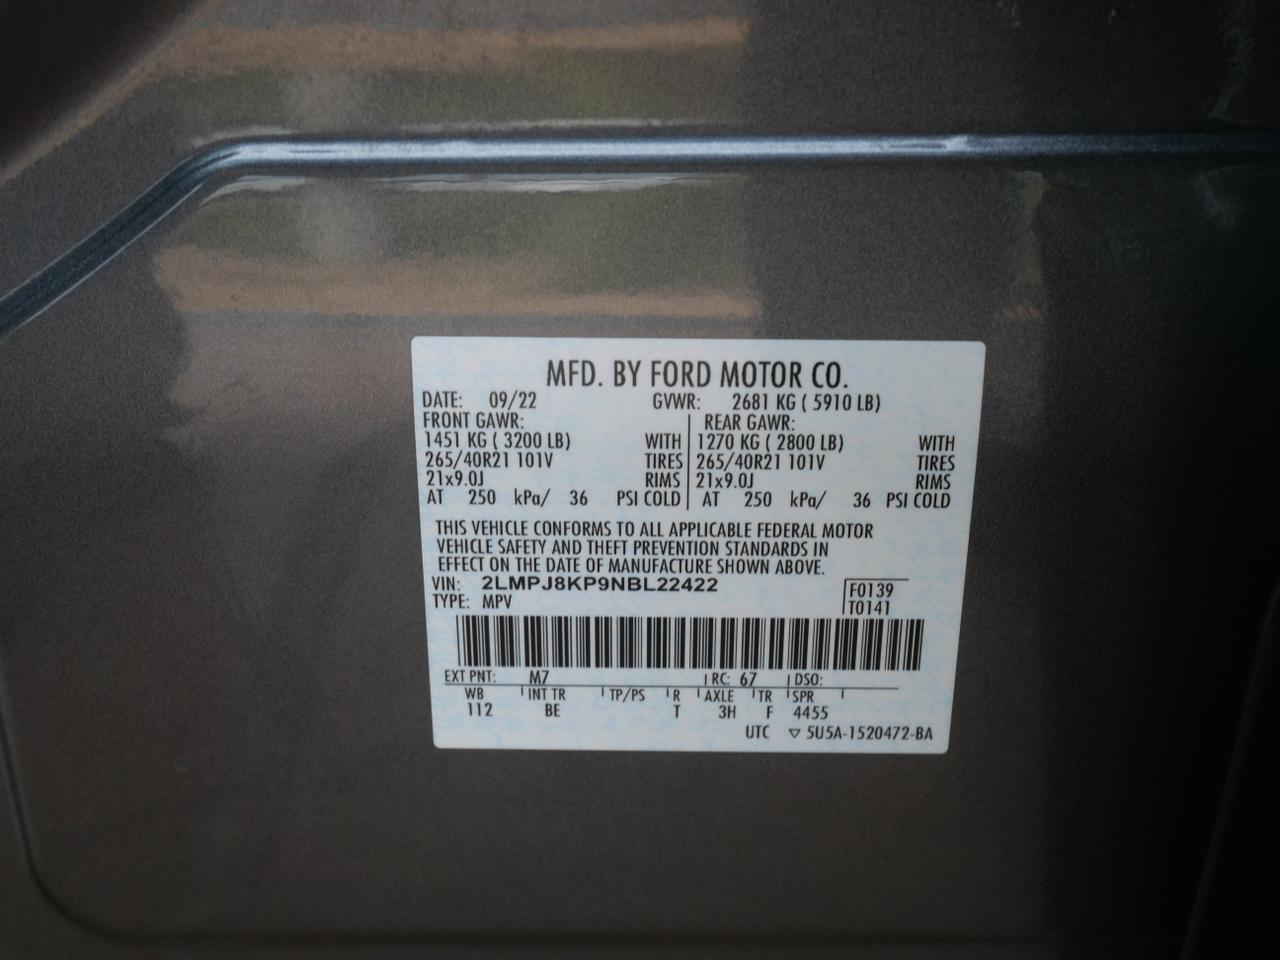 MFD. BY FORD MOTOR CO.
DATE: 09/22 GVWR: 2681 KG ( 5910 LB)
FRONT GAWR: REAR GAWR:
1451 KG ( 3200 LB) WITH 1270 KG ( 2800 LB) WITH
265/40R21 101V TIRES 265/40R21 101V TIRES
21x9.0J RIMS 21x9.0J RIMS
AT 250 kPa/ 36 PSI COLD AT 250 kPa/ 36 PSI COLD
THIS VEHICLE CONFORMS TO ALL APPLICABLE FEDERAL MOTOR
VEHICLE SAFETY AND THEFT PREVENTION STANDARDS IN
EFFECT ON THE DATE OF MANUFACTURE SHOWN ABOVE.
VIN: 2LMPJ8KP9NBL22422 F0139
TYPE: MPV T0141
EXT PNT: M7 RC: 67 DSO:
WB INT TR TP/PS R AXLE TR SPR
112 BE T 3H F 4455
UTC ▽ 5U5A-1520472-BA